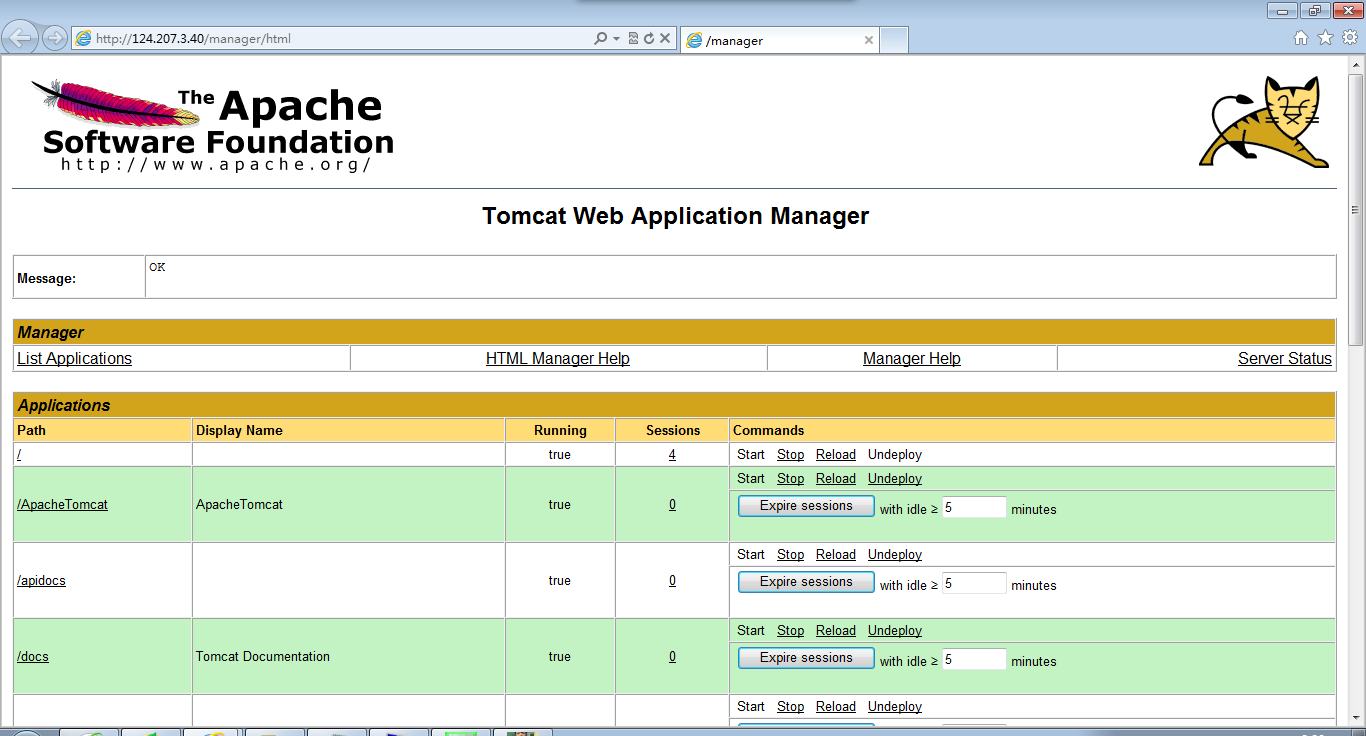 http://124.207.3.40/manager/html
/manager
The Apache
Software Foundation
http://www.apache.org/
Tomcat Web Application Manager
Message: OK
Manager
List Applications HTML Manager Help Manager Help Server Status
Applications
Path Display Name Running Sessions Commands
/ true 4 Start Stop Reload Undeploy
Start Stop Reload Undeploy
/ApacheTomcat ApacheTomcat true 0 Expire sessions with idle ≥ 5 minutes
Start Stop Reload Undeploy
/apidocs true 0 Expire sessions with idle ≥ 5 minutes
Start Stop Reload Undeploy
/docs Tomcat Documentation true 0 Expire sessions with idle ≥ 5 minutes
Start Stop Reload Undeploy